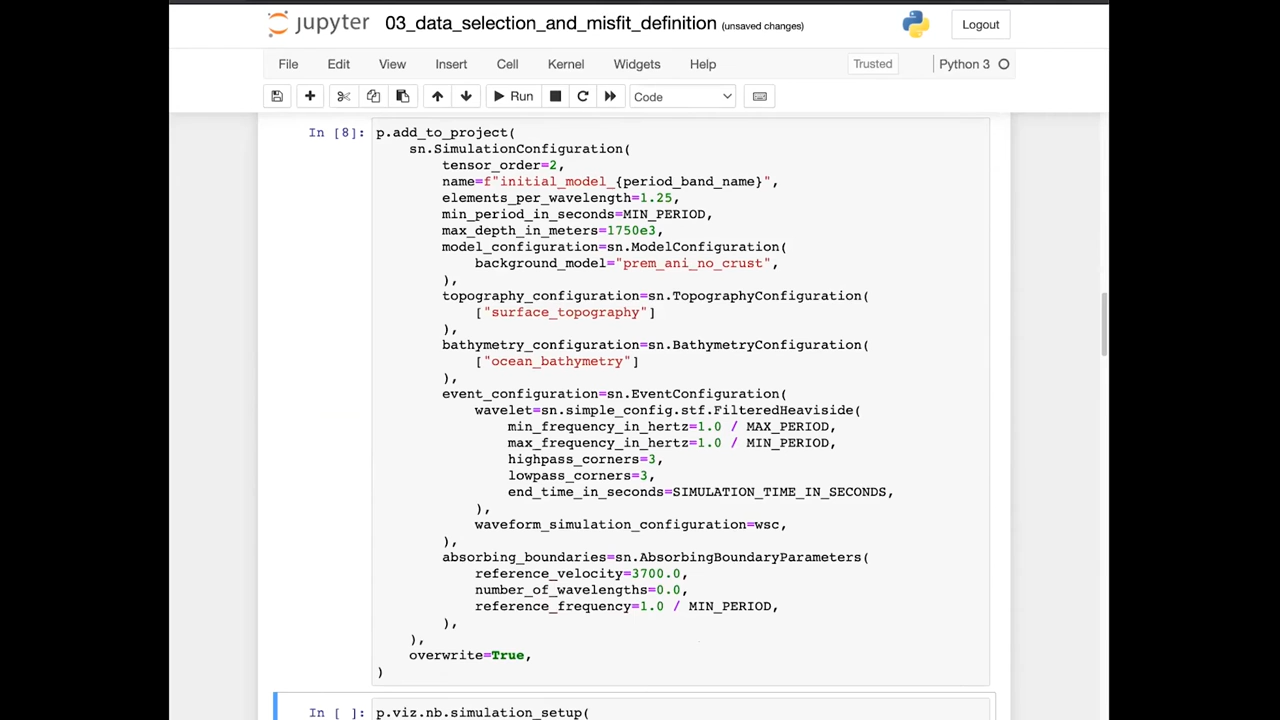 jupyter 03_data_selection_and_misfit_definition (unsaved changes) Logout
File Edit View Insert Cell Kernel Widgets Help Trusted Python 3
Run Code
In [8]: p.add_to_project(
sn.SimulationConfiguration(
tensor_order=2,
name=f"initial_model_{period_band_name}",
elements_per_wavelength=1.25,
min_period_in_seconds=MIN_PERIOD,
max_depth_in_meters=1750e3,
model_configuration=sn.ModelConfiguration(
background_model="prem_ani_no_crust",
),
topography_configuration=sn.TopographyConfiguration(
["surface_topography"]
),
bathymetry_configuration=sn.BathymetryConfiguration(
["ocean_bathymetry"]
),
event_configuration=sn.EventConfiguration(
wavelet=sn.simple_config.stf.FilteredHeaviside(
min_frequency_in_hertz=1.0 / MAX_PERIOD,
max_frequency_in_hertz=1.0 / MIN_PERIOD,
highpass_corners=3,
lowpass_corners=3,
end_time_in_seconds=SIMULATION_TIME_IN_SECONDS,
),
waveform_simulation_configuration=wsc,
),
absorbing_boundaries=sn.AbsorbingBoundaryParameters(
reference_velocity=3700.0,
number_of_wavelengths=0.0,
reference_frequency=1.0 / MIN_PERIOD,
),
),
overwrite=True,
)
In [ ]: p.viz.nb.simulation_setup(